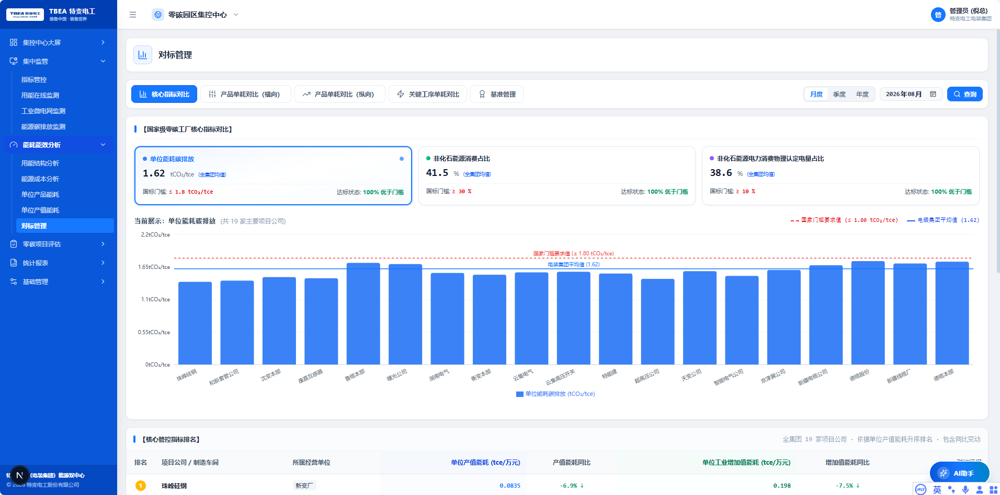 TBEA 特变电工
TBEA 特变电工
装备中国 · 装备世界
零碳园区集控中心
管
管理员 (倪总)
特变电工电装集团
集控中心大屏
集中监管
指标管控
用能在线监测
工业微电网监测
能源碳排放监测
能耗能效分析
用能结构分析
能源成本分析
单位产品能耗
单位产值能耗
对标管理
零碳项目评估
统计报表
基础管理
N
(电装集团) 能源双中心
© 2026 特变电工股份有限公司
对标管理
核心指标对比
产品单耗对比 (横向)
产品单耗对比 (纵向)
关键工序单耗对比
基准管理
月度
季度
年度
2026年08月
查询
【国家级零碳工厂核心指标对比】
单位能耗碳排放
1.62 tCO₂/tce (全集团均值)
国标门槛: ≤ 1.8 tCO₂/tce
达标状态: 100% 优于门槛
非化石能源消费占比
41.5 % (全集团均值)
国标门槛: ≥ 30 %
达标状态: 100% 优于门槛
非化石能源电力消费物理认定电量占比
38.6 % (全集团均值)
国标门槛: ≥ 10 %
达标状态: 100% 优于门槛
当前展示: 单位能耗碳排放 (共 19 家主要项目公司)
国家门槛要求值 (≤ 1.80 tCO₂/tce)
电装集团平均值 (1.62)
2.2tCO₂/tce
1.65tCO₂/tce
1.1tCO₂/tce
0.55tCO₂/tce
0tCO₂/tce
国家门槛要求值 (≤ 1.80 tCO₂/tce)
电装集团平均值 (1.62)
珠峰硅钢
和新套管公司
沈变本部
康嘉互感器
鲁缆本部
曙光公司
湖南电气
衡变本部
云集电气
云集高压开关
特能建
超高压公司
天变公司
智能电气公司
京津冀公司
新疆电缆公司
德缆股份
新疆线缆厂
德缆本部
单位能耗碳排放 (tCO₂/tce)
【核心管控指标排名】
全集团 19 家项目公司 · 依据单位产值能耗升序排名 · 包含同比变动
排名
项目公司 / 制造车间
所属经营单位
单位产值能耗 (tce/万元)
产值能耗同比
单位工业增加值能耗 (tce/万元)
增加值能耗同比
1
珠峰硅钢
新变厂
0.0835
-6.9% ↓
0.198
-7.5% ↓
AI助手
iFLY
英